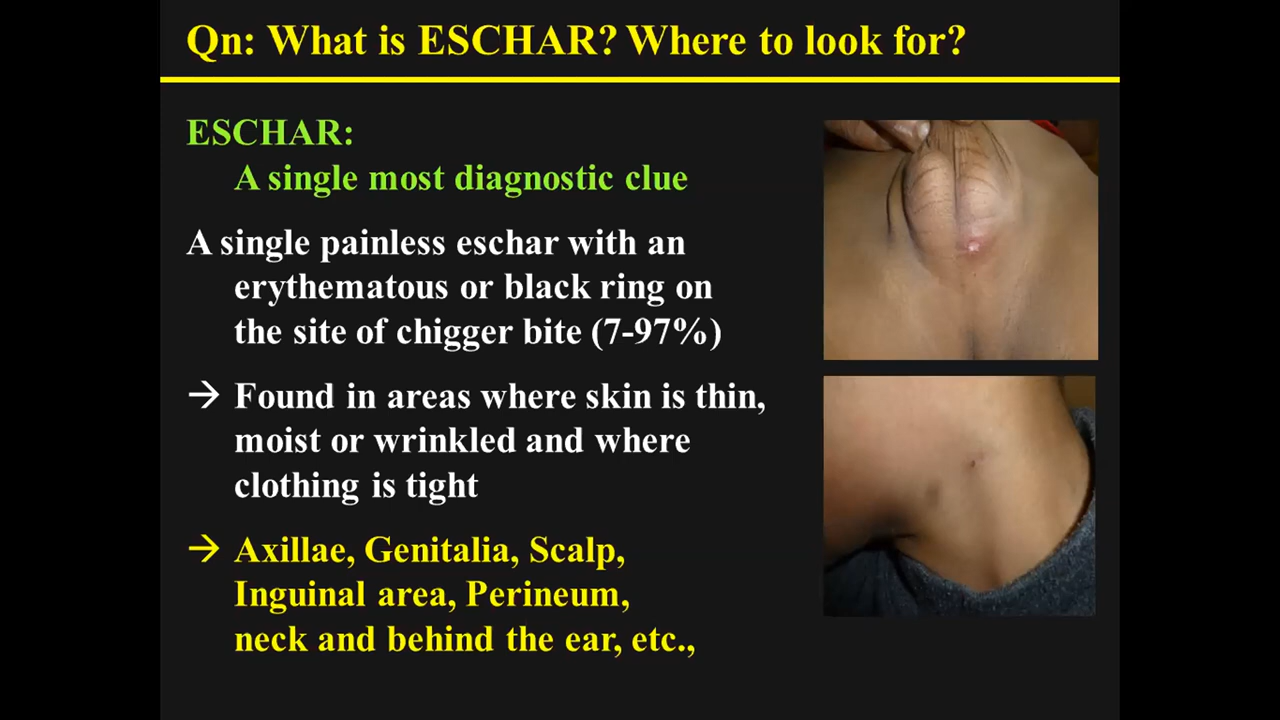 Qn: What is ESCHAR? Where to look for?
ESCHAR:
A single most diagnostic clue
A single painless eschar with an
erythematous or black ring on
the site of chigger bite (7-97%)
→ Found in areas where skin is thin,
moist or wrinkled and where
clothing is tight
→ Axillae, Genitalia, Scalp,
Inguinal area, Perineum,
neck and behind the ear, etc.,